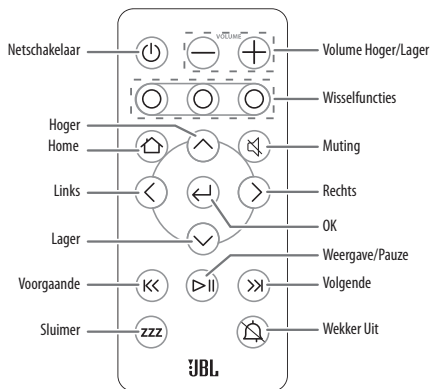 VOLUME
Netschakelaar
Volume Hoger/Lager
Wisselfuncties
Hoger
Home
Muting
Links
Rechts
OK
Lager
Weergave/Pauze
Voorgaande
Volgende
Sluimer
zzz
Wekker Uit
JBL